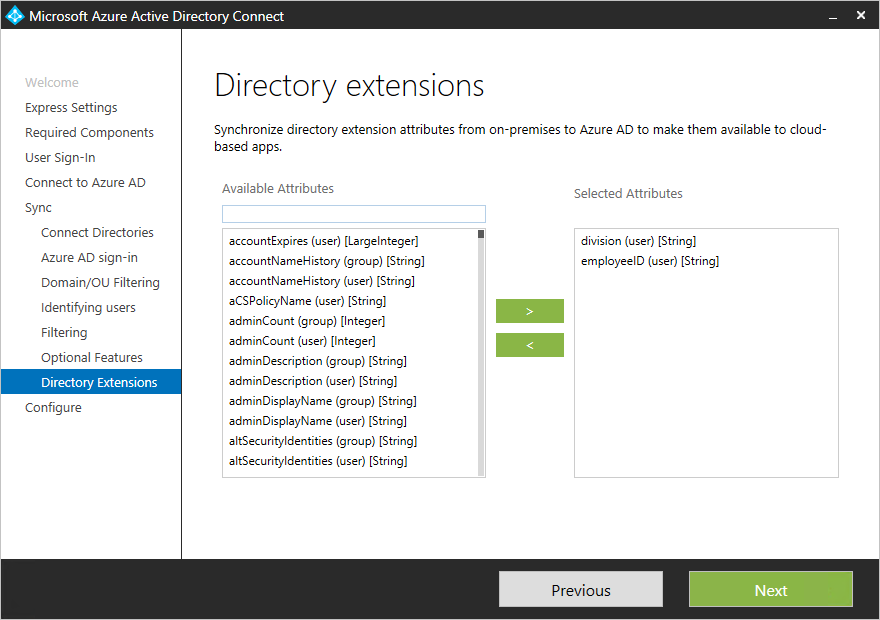 Microsoft Azure Active Directory Connect
Welcome
Express Settings
Required Components
User Sign-In
Connect to Azure AD
Sync
Connect Directories
Azure AD sign-in
Domain/OU Filtering
Identifying users
Filtering
Optional Features
Directory Extensions
Configure
Directory extensions
Synchronize directory extension attributes from on-premises to Azure AD to make them available to cloud-
based apps.
Available Attributes
accountExpires (user) [LargeInteger]
accountNameHistory (group) [String]
accountNameHistory (user) [String]
aCSPolicyName (user) [String]
adminCount (group) [Integer]
adminCount (user) [Integer]
adminDescription (group) [String]
adminDescription (user) [String]
adminDisplayName (group) [String]
adminDisplayName (user) [String]
altSecurityIdentities (group) [String]
altSecurityIdentities (user) [String]
>
<
Selected Attributes
division (user) [String]
employeeID (user) [String]
Previous
Next